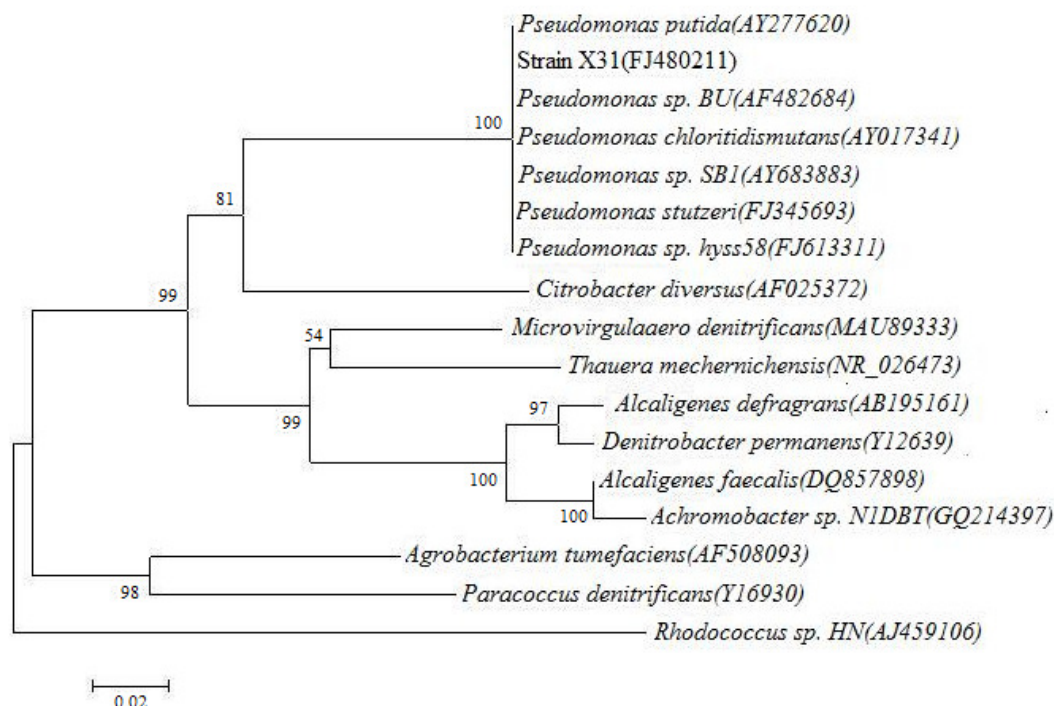 Pseudomonas putida(AY277620)
Strain X31(FJ480211)
Pseudomonas sp. BU(AF482684)
100
Pseudomonas chloritidismutans(AY017341)
Pseudomonas sp. SB1(AY683883)
81
Pseudomonas stutzeri(FJ345693)
Pseudomonas sp. hyss58(FJ613311)
99
Citrobacter diversus(AF025372)
54
Microvirgulaaero denitrificans(MAU89333)
Thauera mechernichensis(NR_026473)
97
Alcaligenes defragrans(AB195161)
99
Denitrobacter permanens(Y12639)
100
Alcaligenes faecalis(DQ857898)
100
Achromobacter sp. N1DBT(GQ214397)
Agrobacterium tumefaciens(AF508093)
98
Paracoccus denitrificans(Y16930)
Rhodococcus sp. HN(AJ459106)
0.02